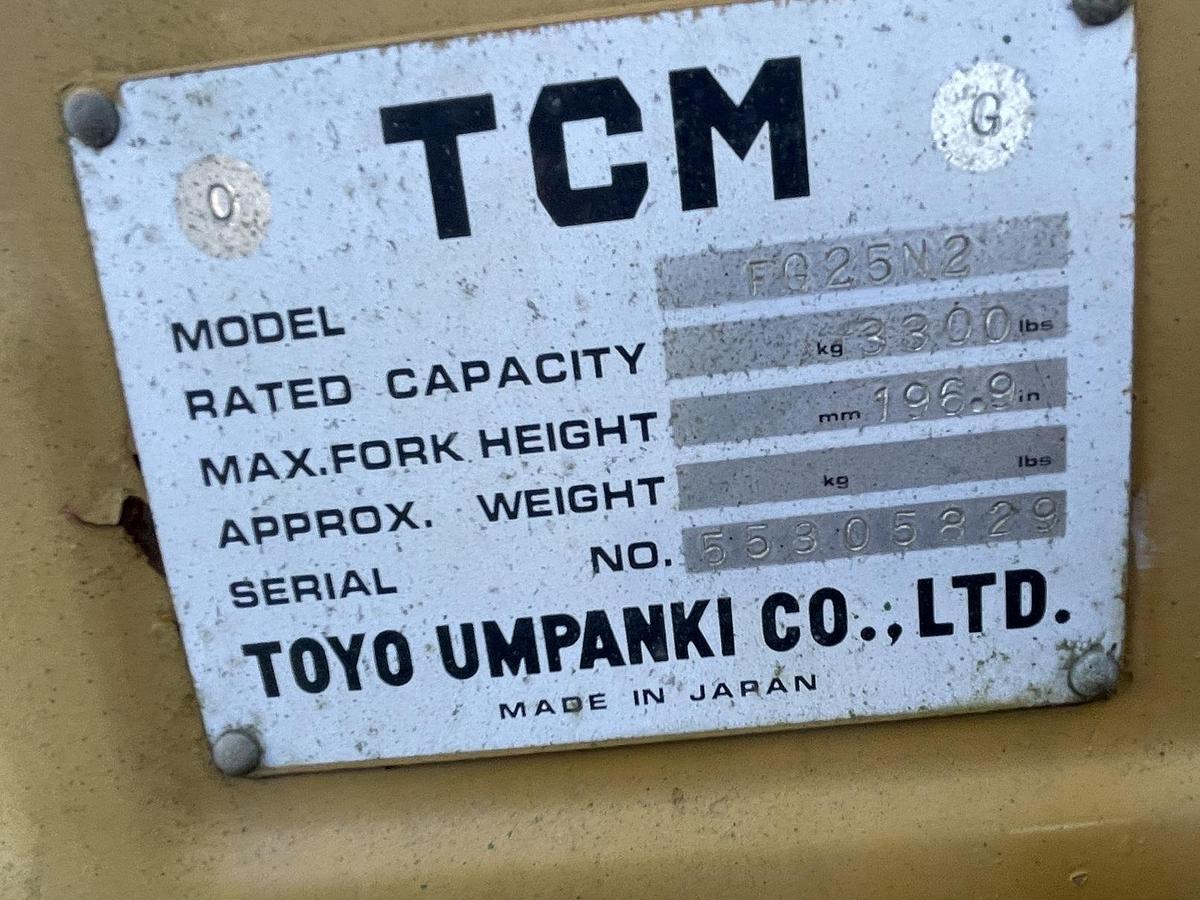 TCM
O G
MODEL FG25N2
RATED CAPACITY kg 3300 lbs
MAX.FORK HEIGHT mm 196.9 in
APPROX. WEIGHT kg lbs
SERIAL NO. 55305829
TOYO UMPANKI CO.,LTD.
MADE IN JAPAN